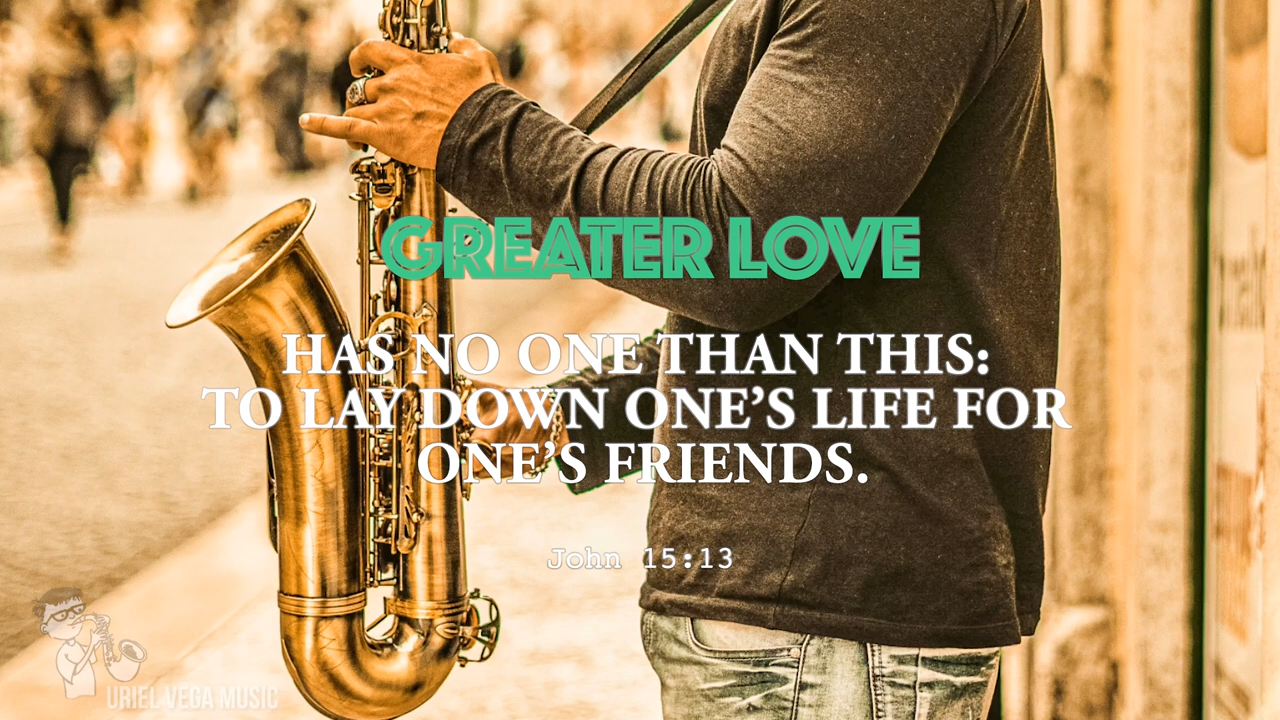 GREATER LOVE
HAS NO ONE THAN THIS:
TO LAY DOWN ONE'S LIFE FOR
ONE'S FRIENDS.
John 15:13
URIEL VEGA MUSIC